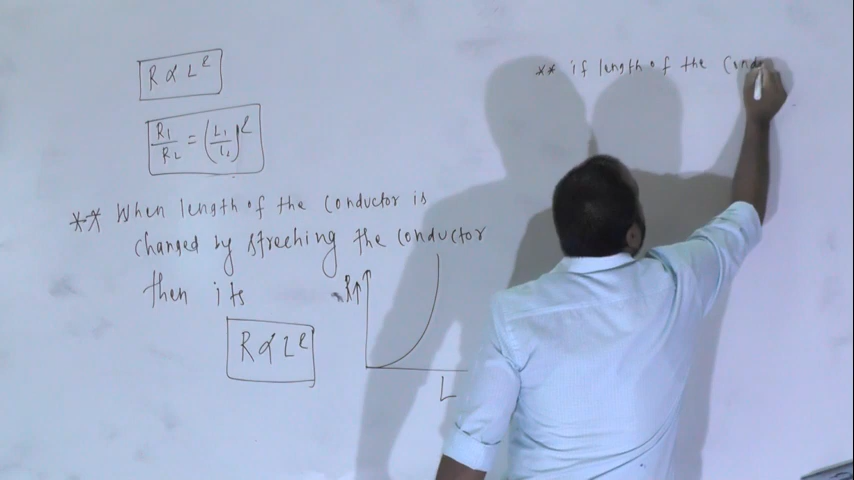 R ∝ L²
R₁/R₂ = (L₁/L₂)²
** When length of the conductor is
changed by streching the conductor
then its
R ∝ L²
R↑
L
** if length of the Cond